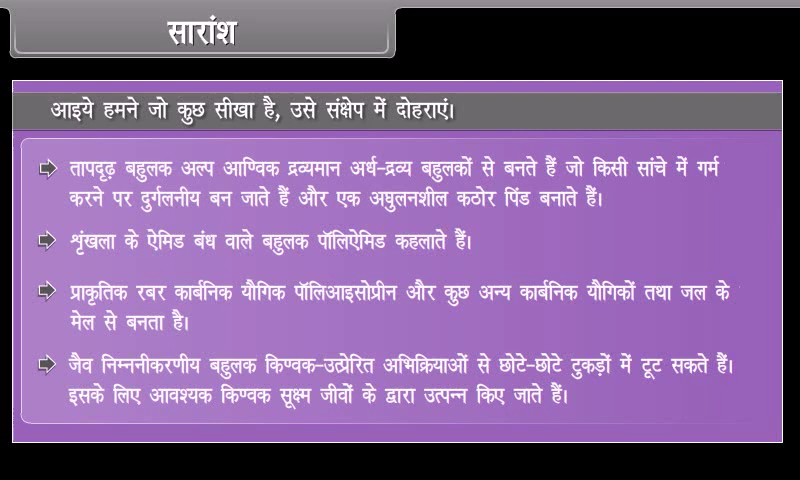 सारांश
आइये हमने जो कुछ सीखा है, उसे संक्षेप में दोहराएं।
तापदृढ़ बहुलक अल्प आण्विक द्रव्यमान अर्ध-द्रव्य बहुलकों से बनते हैं जो किसी सांचे में गर्म
करने पर दुर्गलनीय बन जाते हैं और एक अघुलनशील कठोर पिंड बनाते हैं।
शृंखला के ऐमिड बंध वाले बहुलक पॉलिऐमिड कहलाते हैं।
प्राकृतिक रबर कार्बनिक यौगिक पॉलिआइसोप्रीन और कुछ अन्य कार्बनिक यौगिकों तथा जल के
मेल से बनता है।
जैव निम्ननीकरणीय बहुलक किण्वक-उत्प्रेरित अभिक्रियाओं से छोटे-छोटे टुकड़ों में टूट सकते हैं।
इसके लिए आवश्यक किण्वक सूक्ष्म जीवों के द्वारा उत्पन्न किए जाते हैं।